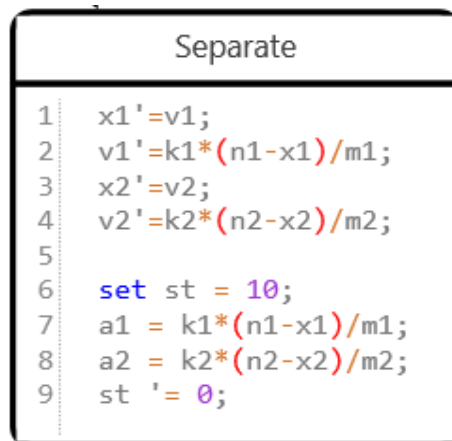 Separate
1 x1'=v1;
2 v1'=k1*(n1-x1)/m1;
3 x2'=v2;
4 v2'=k2*(n2-x2)/m2;
5
6 set st = 10;
7 a1 = k1*(n1-x1)/m1;
8 a2 = k2*(n2-x2)/m2;
9 st '= 0;